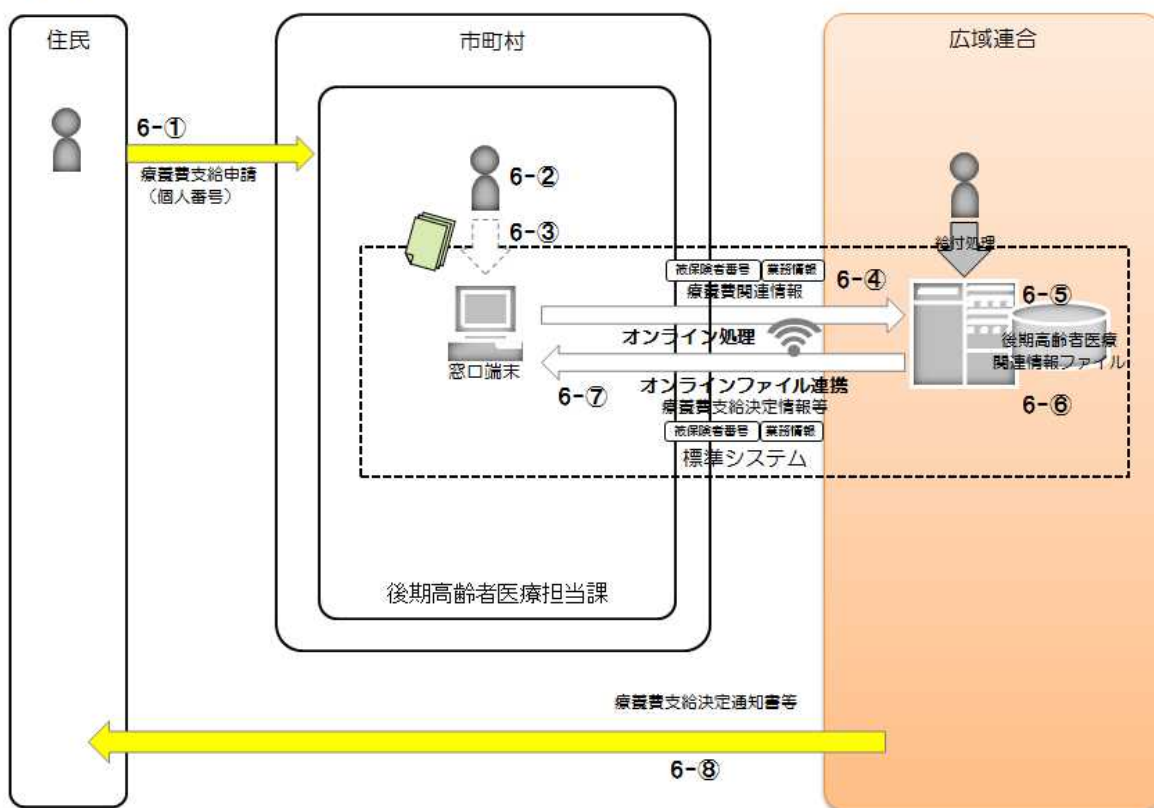 住民
市町村
広域連合
6-①
療養費支給申請
(個人番号)
6-②
6-③
給付処理
被保険者番号 業務情報
療養費関連情報
6-④
6-⑤
オンライン処理
後期高齢者医療
関連情報ファイル
窓口端末
オンラインファイル連携
6-⑦
療養費支給決定情報等
6-⑥
被保険者番号 業務情報
標準システム
後期高齢者医療担当課
療養費支給決定通知書等
6-⑧